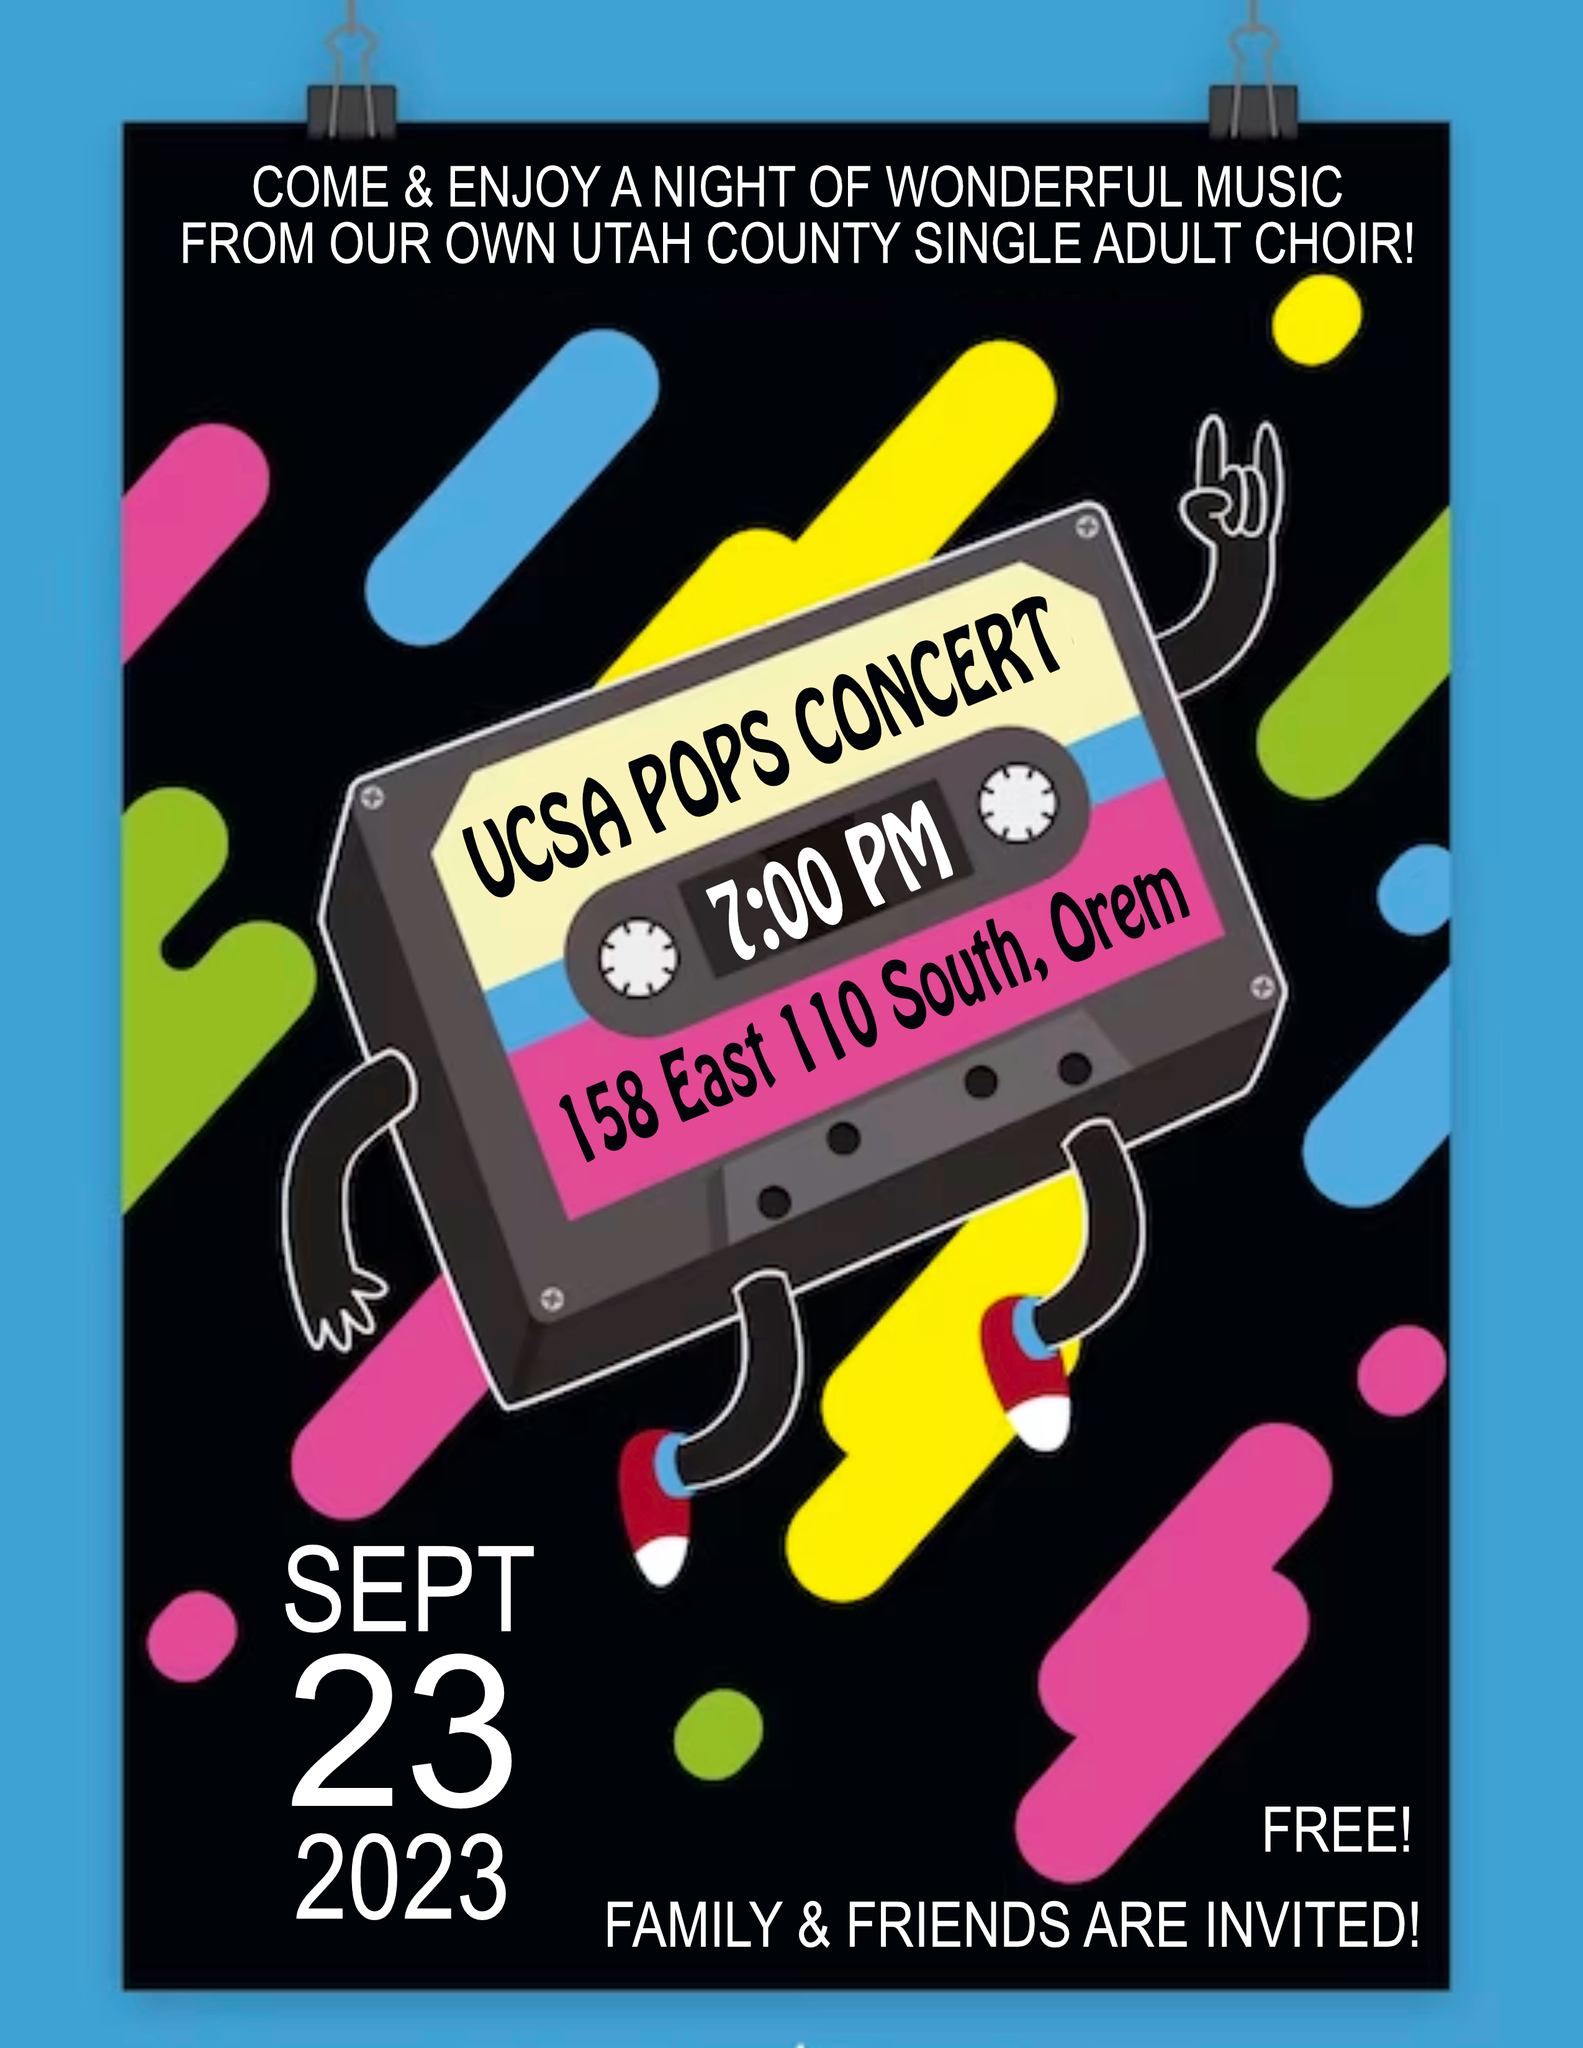 COME & ENJOY A NIGHT OF WONDERFUL MUSIC
FROM OUR OWN UTAH COUNTY SINGLE ADULT CHOIR!
UCSA POPS CONCERT
7:00 PM
158 East 110 South, Orem
SEPT
23
2023
FREE!
FAMILY & FRIENDS ARE INVITED!